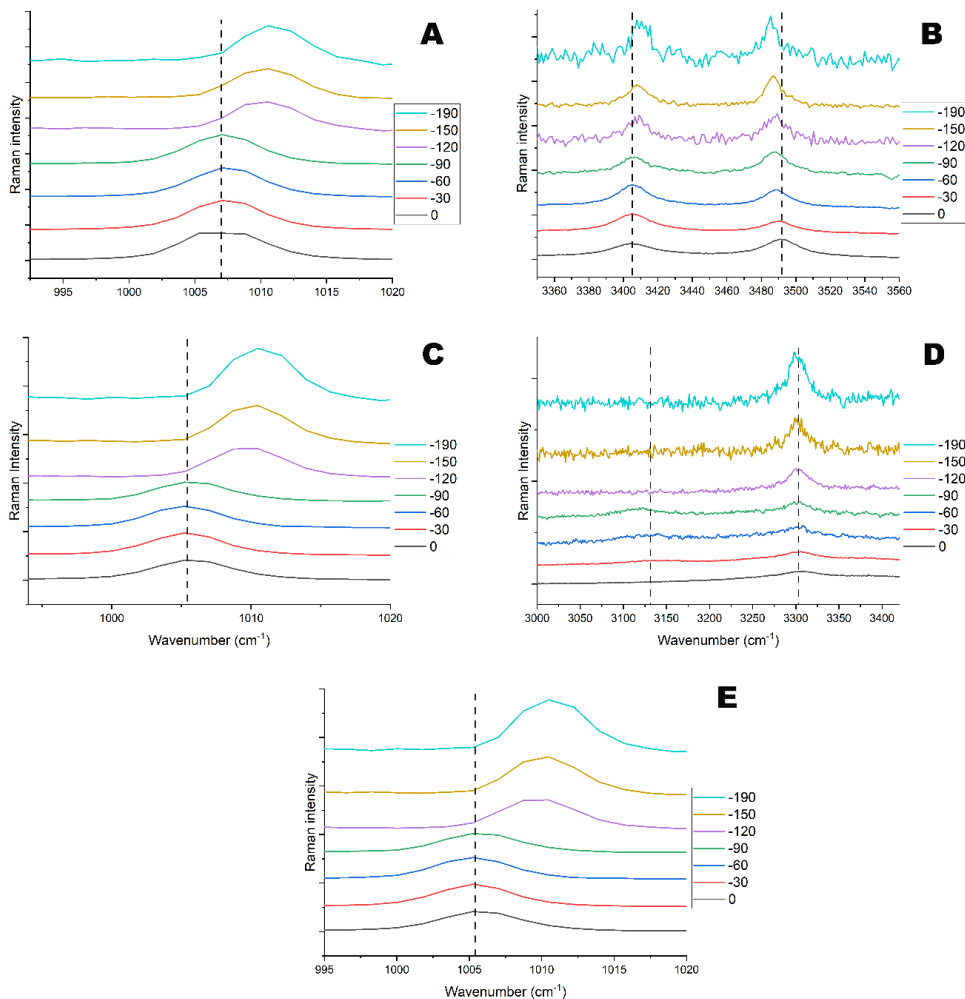 A
Raman intensity
-190
-150
-120
-90
-60
-30
0
995 1000 1005 1010 1015 1020
B
Raman intensity
-190
-150
-120
-90
-60
-30
0
3360 3380 3400 3420 3440 3460 3480 3500 3520 3540 3560
C
Raman Intensity
-190
-150
-120
-90
-60
-30
0
1000 1010 1020
Wavenumber (cm-1)
D
Raman Intensity
-190
-150
-120
-90
-60
-30
0
3000 3050 3100 3150 3200 3250 3300 3350 3400
Wavenumber (cm-1)
E
Raman intensity
-190
-150
-120
-90
-60
-30
0
995 1000 1005 1010 1015 1020
Wavenumber (cm-1)